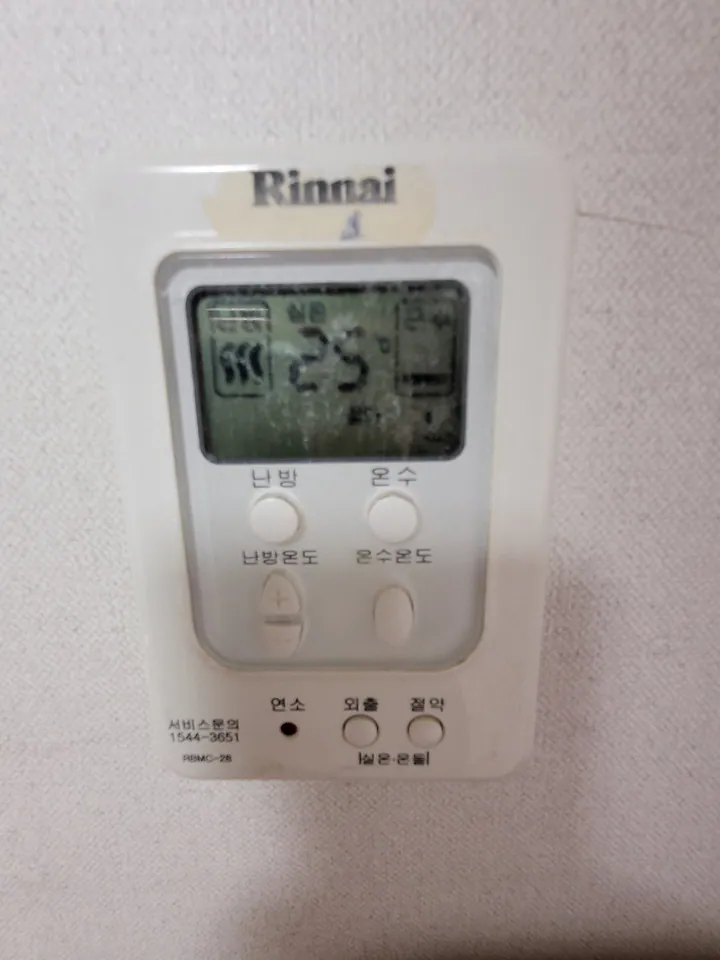 Rinnai
실온
25
난방 온수
난방온도 온수온도
+
−
연소 외출 절약
서비스문의
1544-3651
RBMC-26
실온·온돌